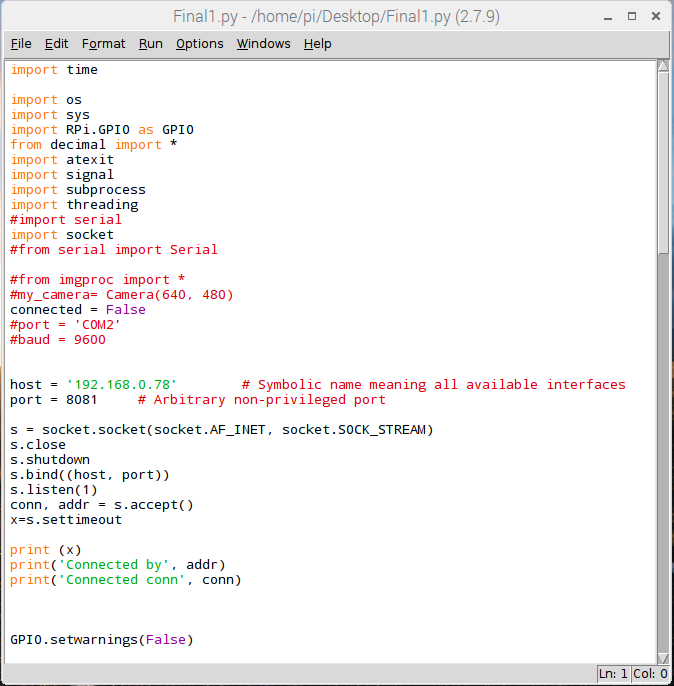 Final1.py - /home/pi/Desktop/Final1.py (2.7.9)
File Edit Format Run Options Windows Help
import time
import os
import sys
import RPi.GPIO as GPIO
from decimal import *
import atexit
import signal
import subprocess
import threading
#import serial
import socket
#from serial import Serial
#from imgproc import *
#my_camera= Camera(640, 480)
connected = False
#port = 'COM2'
#baud = 9600
host = '192.168.0.78'        # Symbolic name meaning all available interfaces
port = 8081     # Arbitrary non-privileged port
s = socket.socket(socket.AF_INET, socket.SOCK_STREAM)
s.close
s.shutdown
s.bind((host, port))
s.listen(1)
conn, addr = s.accept()
x=s.settimeout
print (x)
print('Connected by', addr)
print('Connected conn', conn)
GPIO.setwarnings(False)
Ln: 1 Col: 0